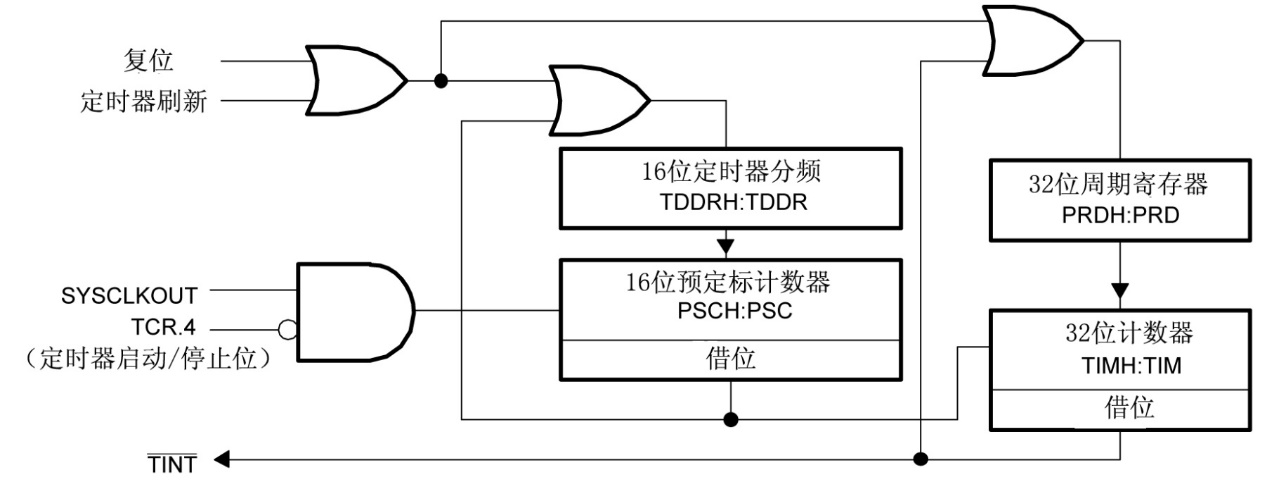 复位
定时器刷新
16位定时器分频
TDDRH:TDDR
32位周期寄存器
PRDH:PRD
SYSCLKOUT
TCR.4
（定时器启动/停止位）
16位预定标计数器
PSCH:PSC
借位
32位计数器
TIMH:TIM
借位
TINT